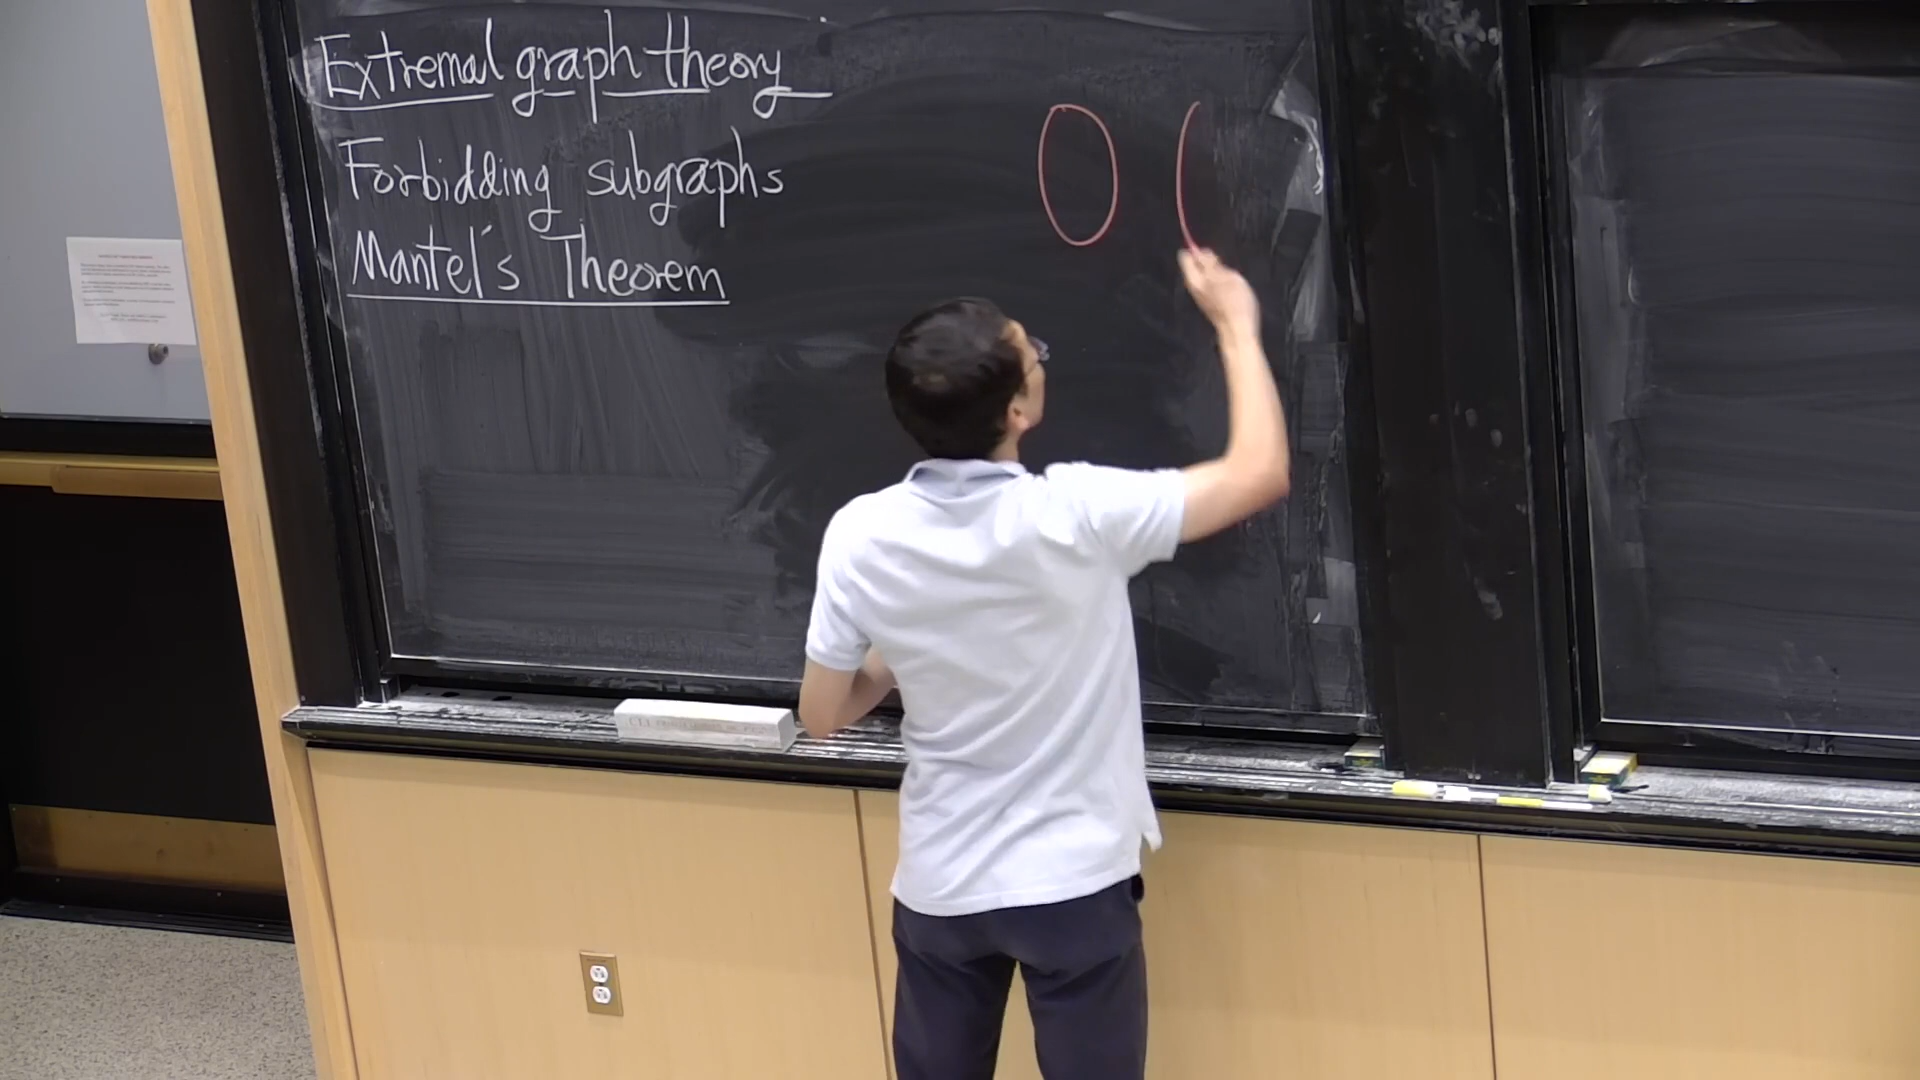 Extremal graph theory
Forbidding subgraphs
Mantel's Theorem